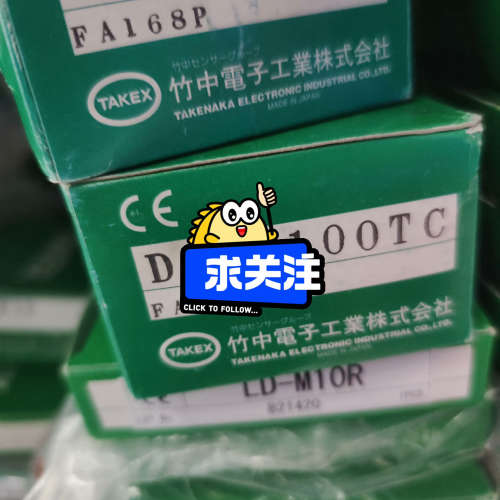 FA168P
竹中センサーグループ
TAKEX
竹中電子工業株式会社
TAKENAKA ELECTRONIC INDUSTRIAL CO.,LTD.
MADE IN JAPAN
CE
D
100TC
求关注
CLICK TO FOLLOW...
FA
竹中センサーグループ
TAKEX
竹中電子工業株式会社
TAKENAKA ELECTRONIC INDUSTRIAL CO.,LTD.
MADE IN JAPAN
LD-M10R
B2142Q